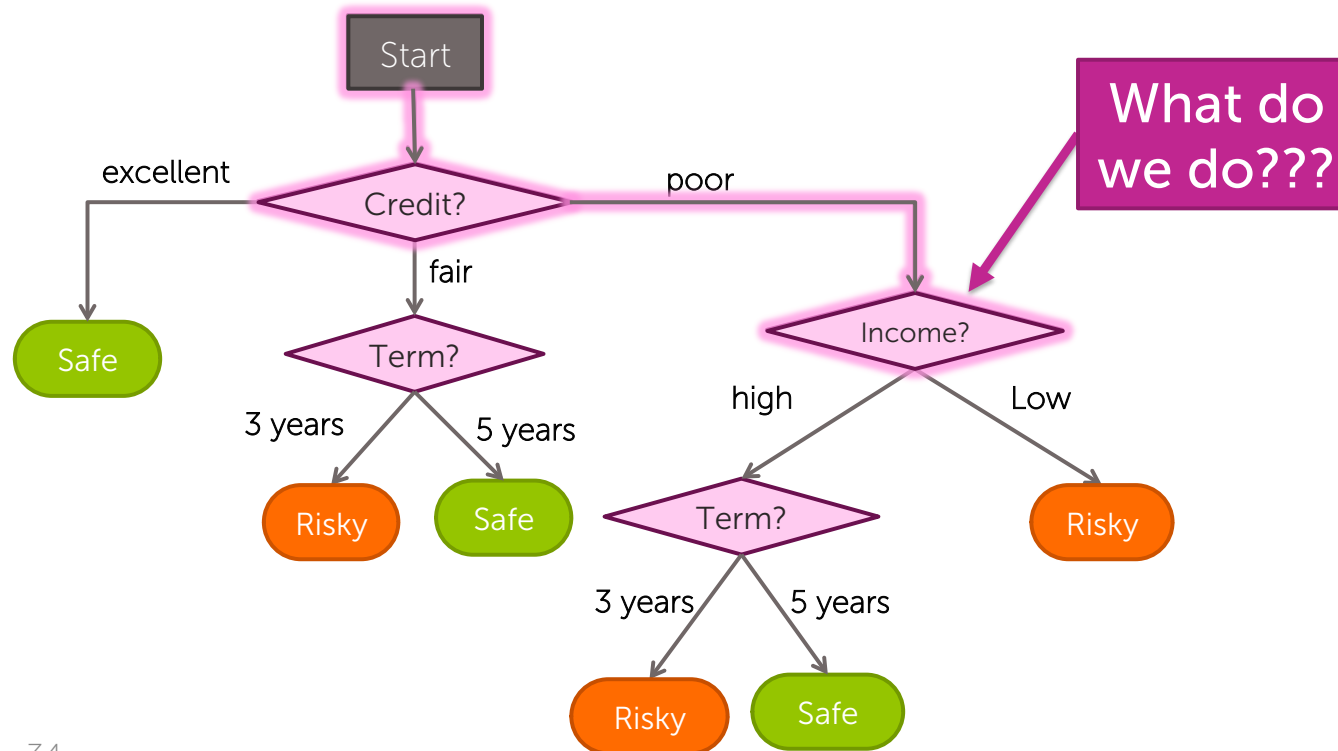 Start
What do
we do???
excellent
Credit?
poor
fair
Safe
Term?
Income?
3 years
5 years
high
Low
Risky
Safe
Term?
Risky
3 years
5 years
Risky
Safe